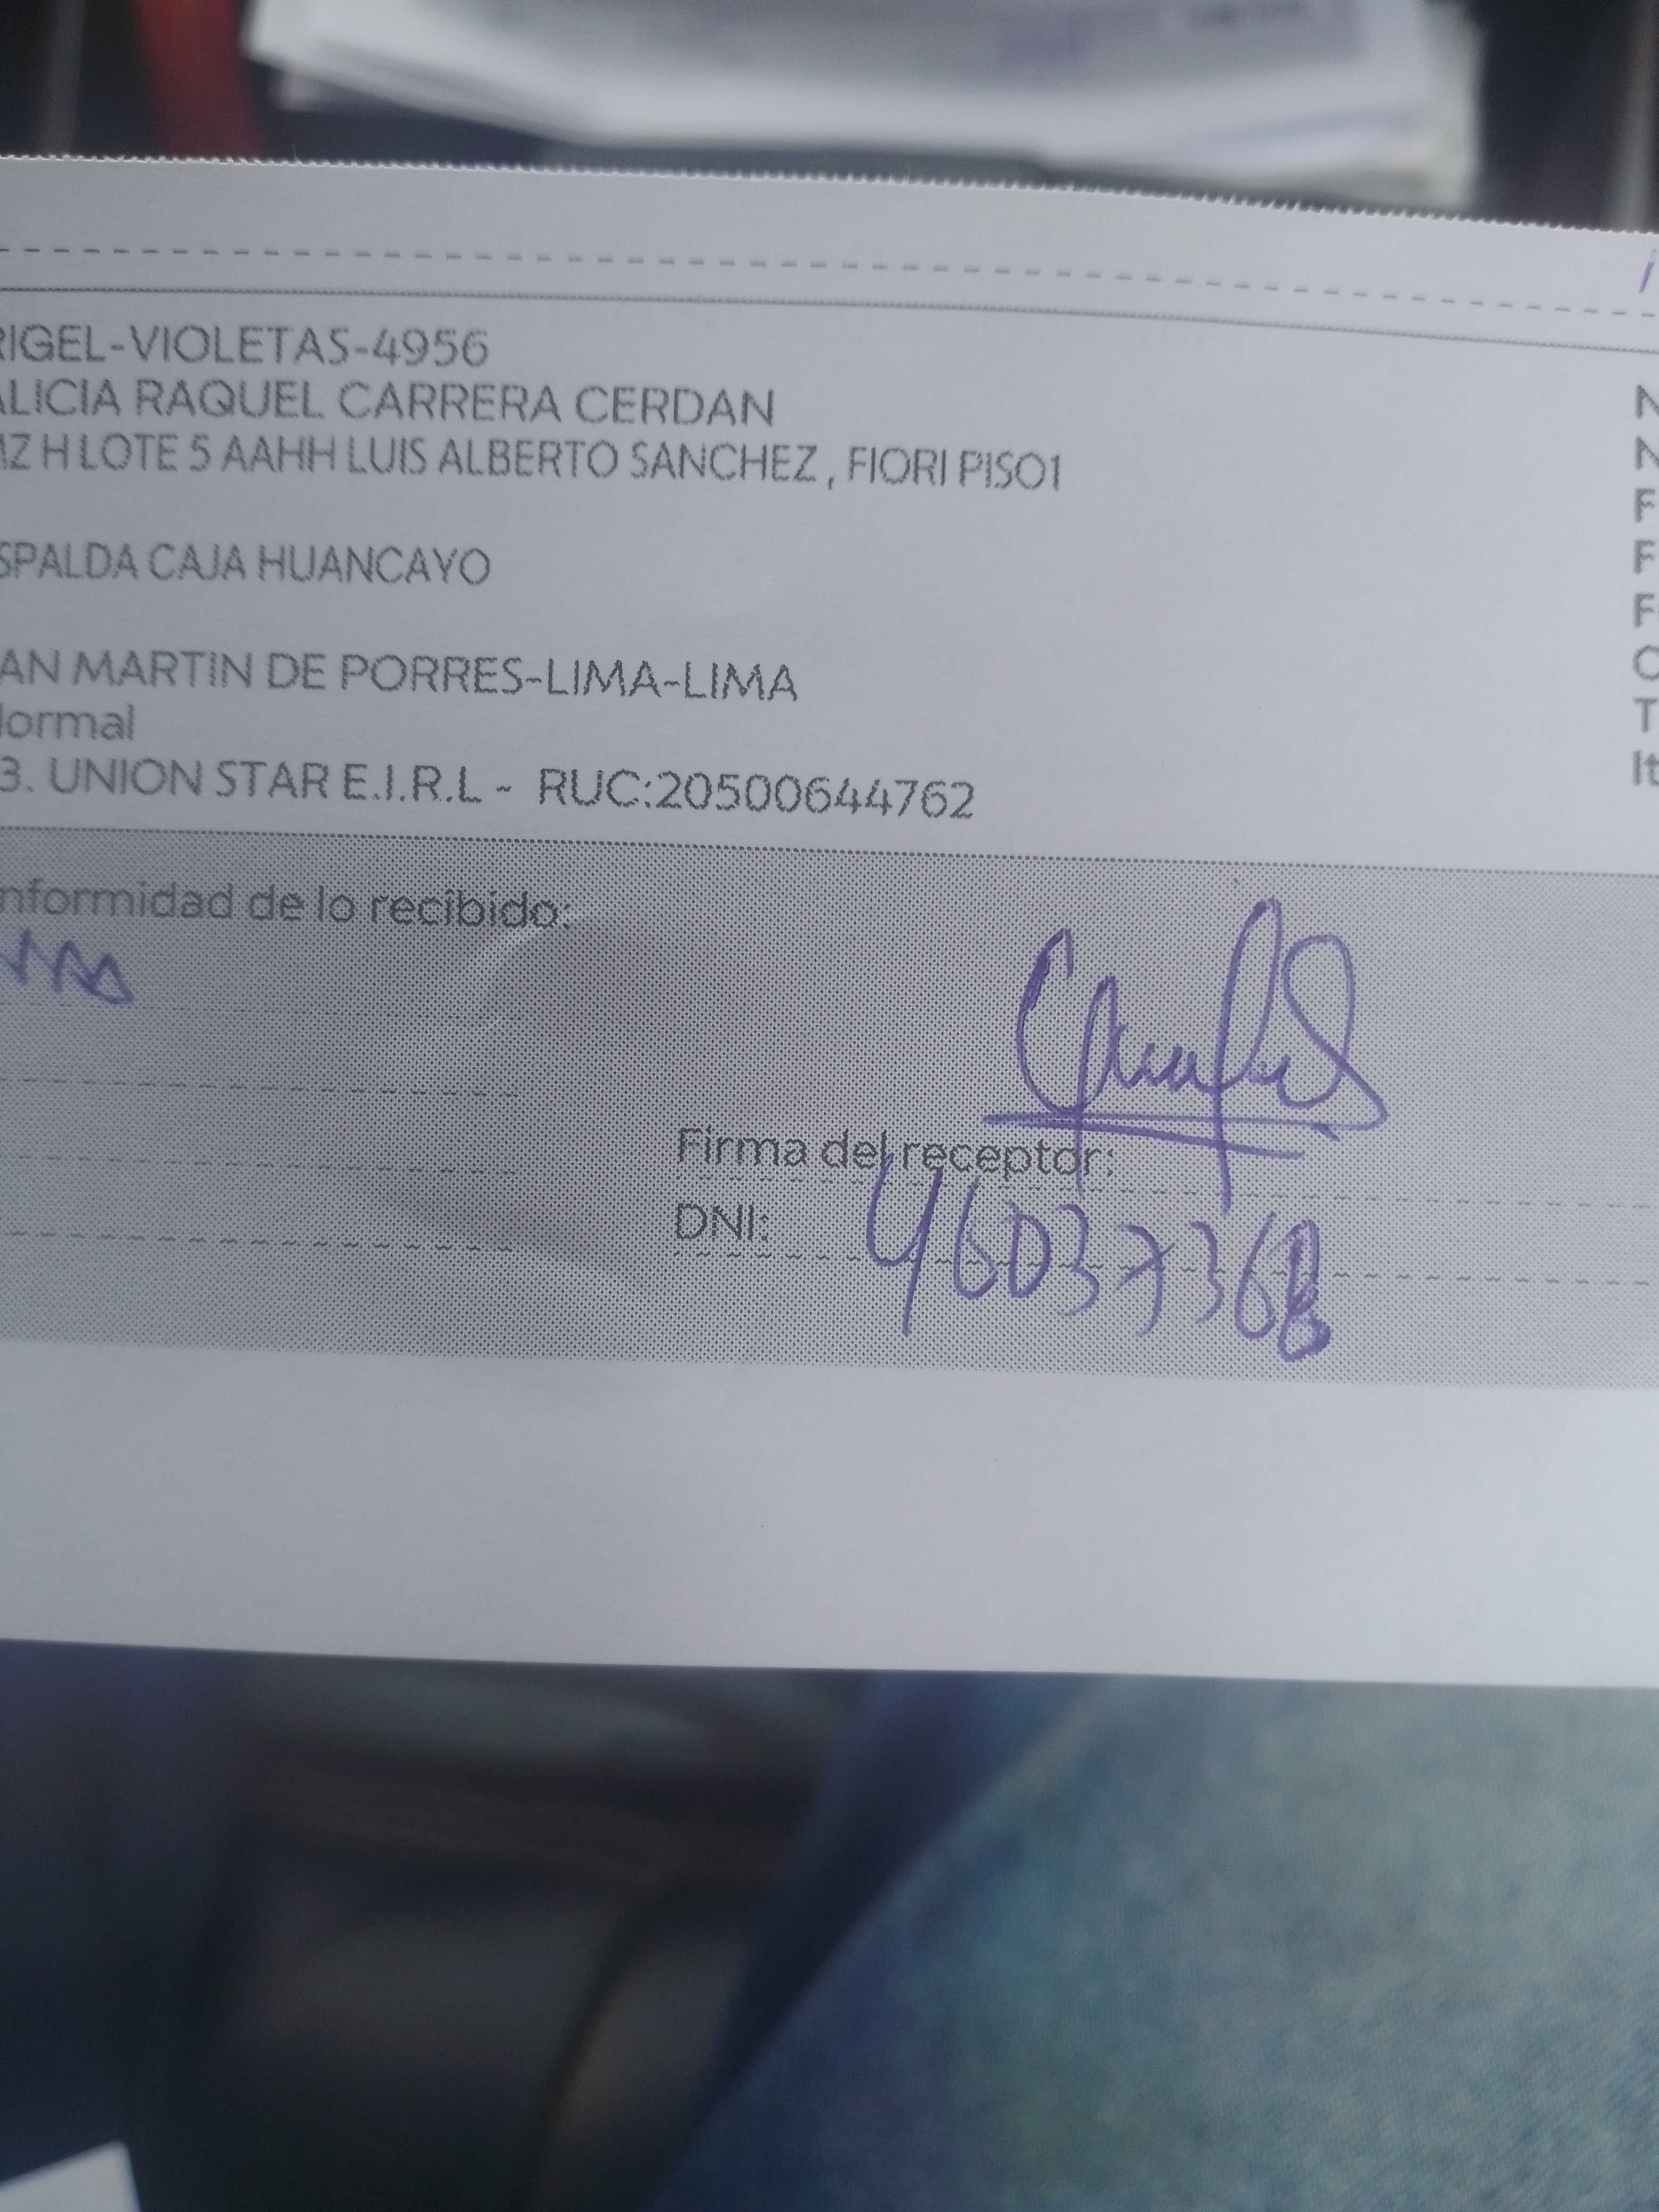 RIGEL-VIOLETAS-4956
ALICIA RAQUEL CARRERA CERDAN
MZ H LOTE 5 AAHH LUIS ALBERTO SANCHEZ , FIORI PISO1
SPALDA CAJA HUANCAYO
AN MARTIN DE PORRES-LIMA-LIMA
Normal
3. UNION STAR E.I.R.L - RUC:20500644762
nformidad de lo recibido:
Firma del receptor:
DNI: 46037368